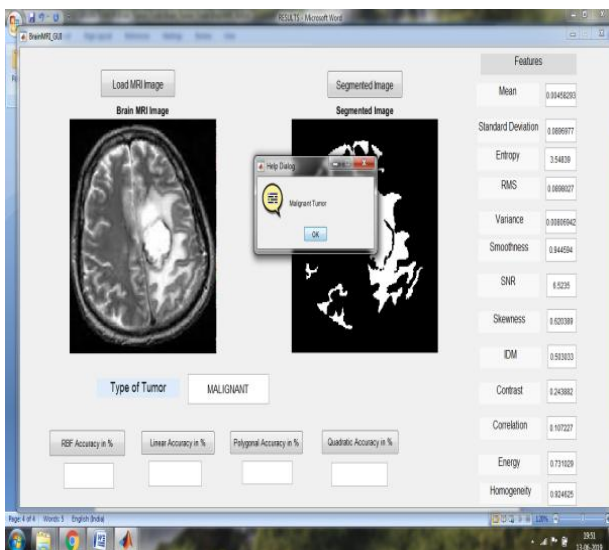 RESULTS - Microsoft Word
BrainMRI_GUI
Load MRI Image
Segmented Image
Brain MRI Image
Segmented Image
Help Dialog
Malignant Tumor
OK
Type of Tumor
MALIGNANT
RBF Accuracy in %
Linear Accuracy in %
Polygonal Accuracy in %
Quadratic Accuracy in %
Features
Mean
0.00458293
Standard Deviation
0.0896977
Entropy
3.54839
RMS
0.0898027
Variance
0.00806942
Smoothness
0.944594
SNR
6.5235
Skewness
0.620389
IDM
0.503033
Contrast
0.243882
Correlation
0.107227
Energy
0.731029
Homogeneity
0.924625
Page: 4 of 4
Words: 5
English (India)
19:51
13-06-2019